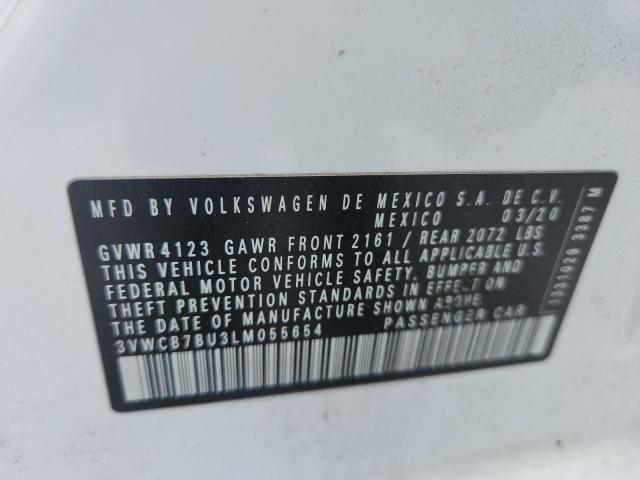 MFD BY VOLKSWAGEN DE MEXICO S.A. DE C.V.
MEXICO 03/20
GVWR 4123 GAWR FRONT 2161 / REAR 2072 LBS
THIS VEHICLE CONFORMS TO ALL APPLICABLE U.S.
FEDERAL MOTOR VEHICLE SAFETY, BUMPER AND
THEFT PREVENTION STANDARDS IN EFFECT ON
THE DATE OF MANUFACTURE SHOWN ABOVE.
3VWCB7BU3LM055654 PASSENGER CAR
1931029 3387 M